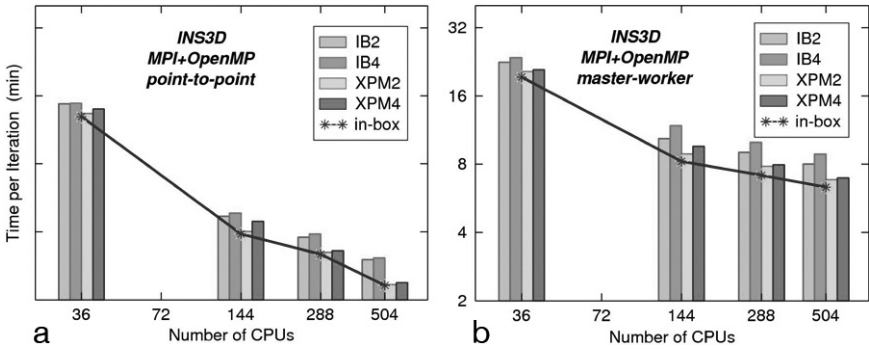 INS3D
MPI+OpenMP
point-to-point
IB2
IB4
XPM2
XPM4
in-box
Time per Iteration (min)
36
72
144
288
504
Number of CPUs
a
32
16
8
4
2
INS3D
MPI+OpenMP
master-worker
IB2
IB4
XPM2
XPM4
in-box
36
72
144
288
504
Number of CPUs
b